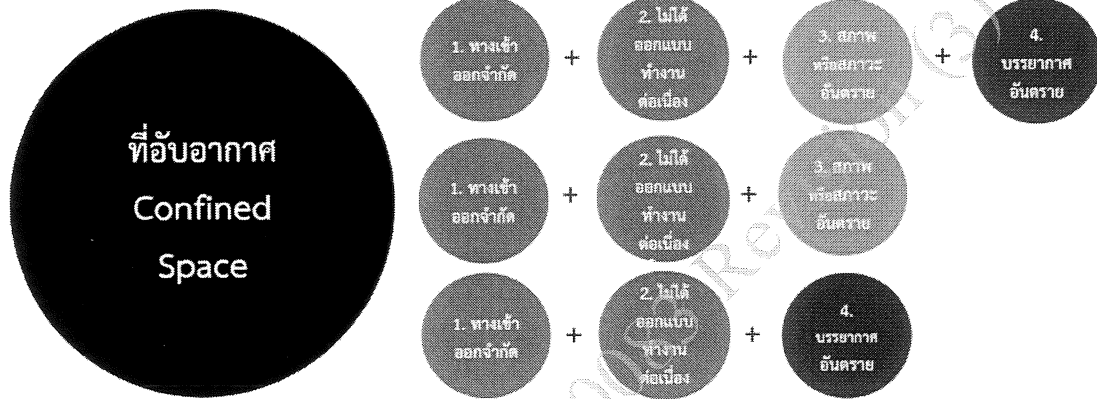 ที่อับอากาศ
Confined
Space
1. ทางเข้า
ออกจำกัด
+
2. ไม่ได้
ออกแบบ
ทำงาน
ต่อเนื่อง
+
3. สภาพ
หรือสภาวะ
อันตราย
+
4.
บรรยากาศ
อันตราย
1. ทางเข้า
ออกจำกัด
+
2. ไม่ได้
ออกแบบ
ทำงาน
ต่อเนื่อง
+
3. สภาพ
หรือสภาวะ
อันตราย
1. ทางเข้า
ออกจำกัด
+
2. ไม่ได้
ออกแบบ
ทำงาน
ต่อเนื่อง
+
4.
บรรยากาศ
อันตราย